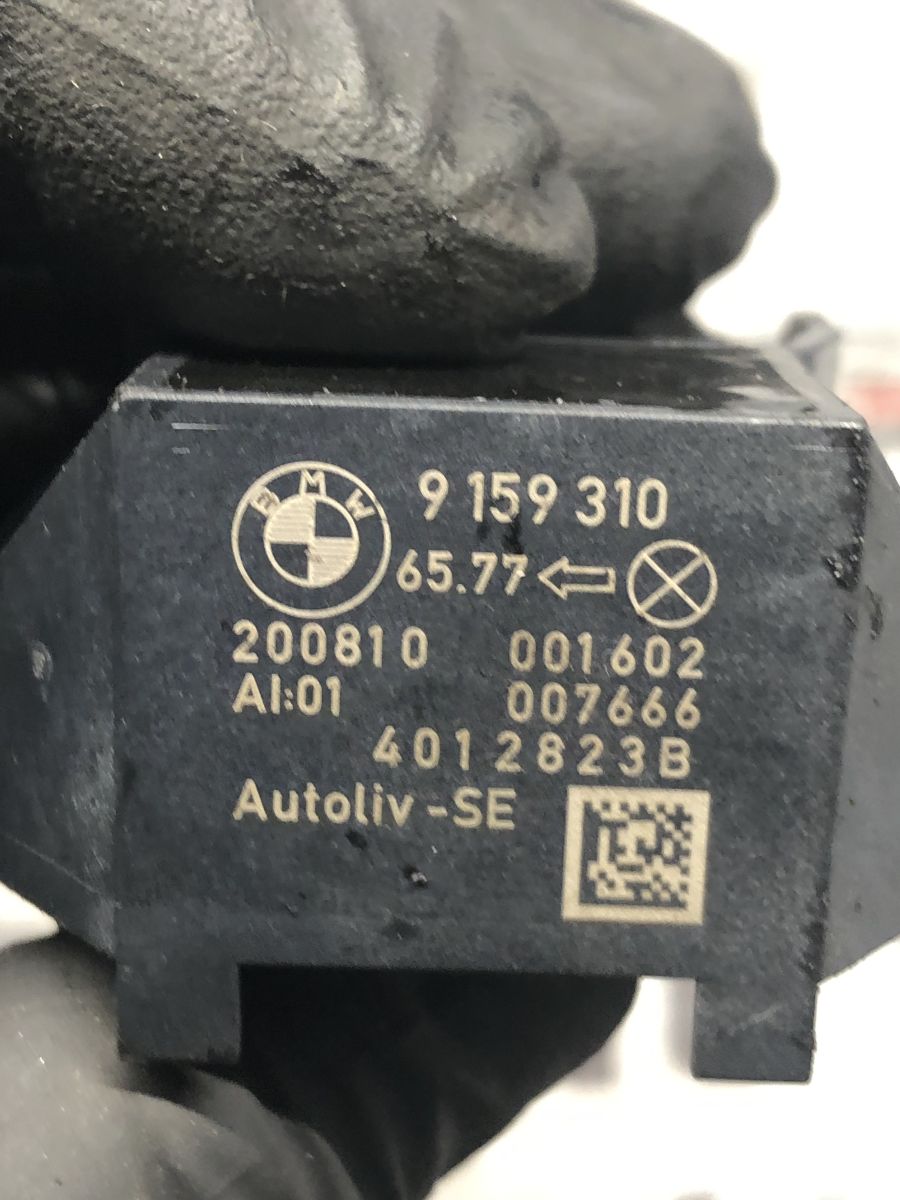 BMW
9 159 310
65.77
200810 001602
AI:01 007666
4012823B
Autoliv-SE